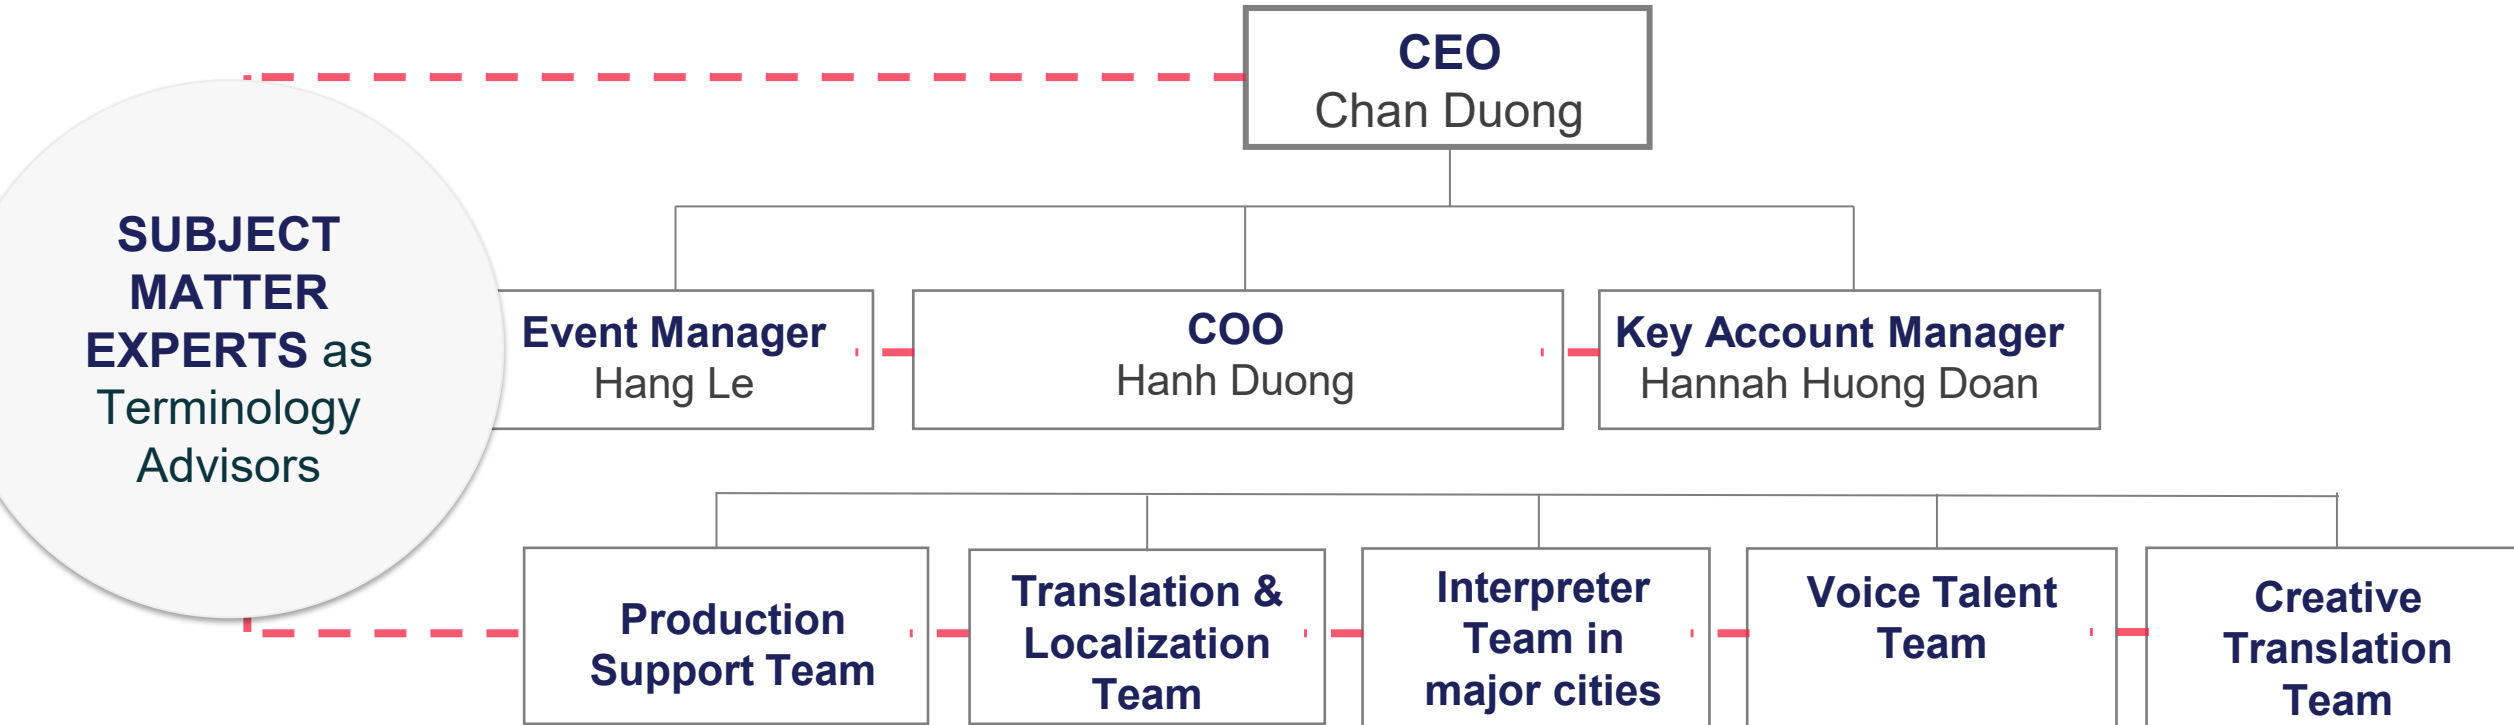 CEO
Chan Duong
SUBJECT
MATTER
EXPERTS as
Terminology
Advisors
Event Manager
Hang Le
COO
Hanh Duong
Key Account Manager
Hannah Huong Doan
Production
Support Team
Translation &
Localization
Team
Interpreter
Team in
major cities
Voice Talent
Team
Creative
Translation
Team